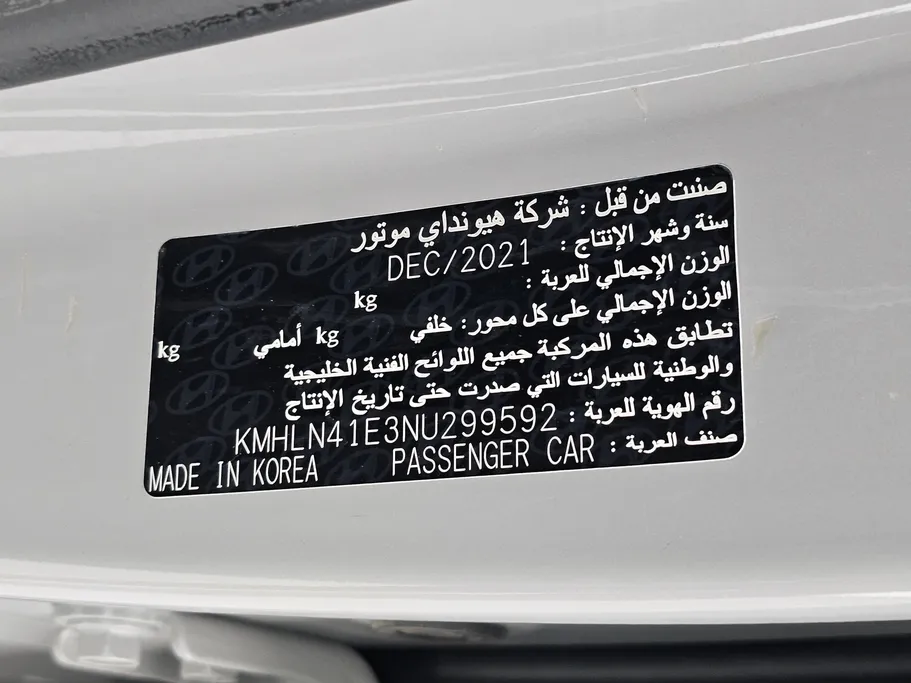 صنعت من قبل : شركة هيونداي موتور
سنة وشهر الإنتاج : DEC/2021
الوزن الإجمالي للعربة : kg
الوزن الإجمالي على كل محور: خلفي kg أمامي kg
تطابق هذه المركبة جميع اللوائح الفنية الخليجية
والوطنية للسيارات التي صدرت حتى تاريخ الإنتاج
رقم الهوية للعربة : KMHLN41E3NU299592
صنف العربة : PASSENGER CAR MADE IN KOREA